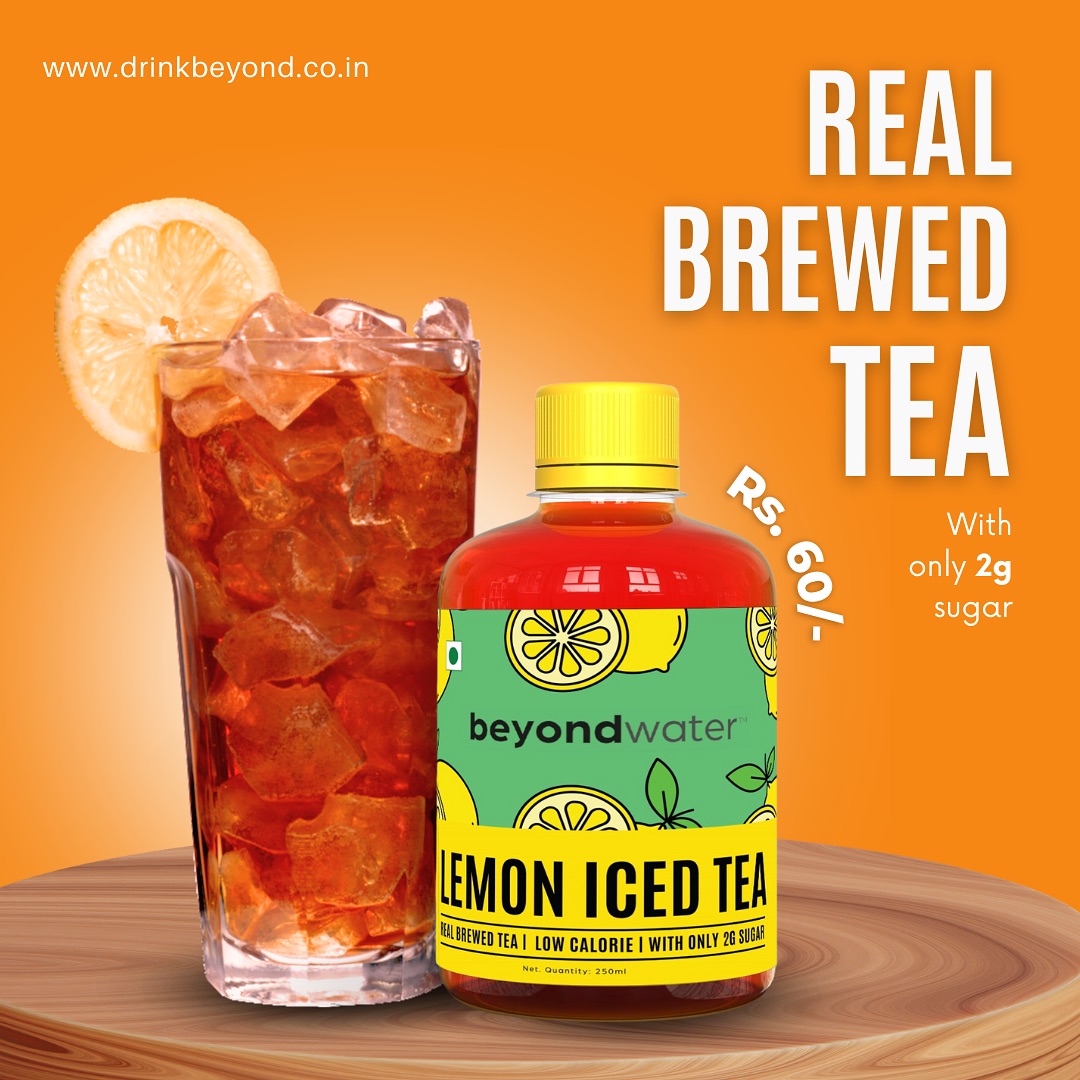 www.drinkbeyond.co.in
REAL
BREWED
TEA
With
only 2g
sugar
Rs. 60/-
beyondwater™
LEMON ICED TEA
REAL BREWED TEA | LOW CALORIE | WITH ONLY 2G SUGAR
Net. Quantity: 250ml